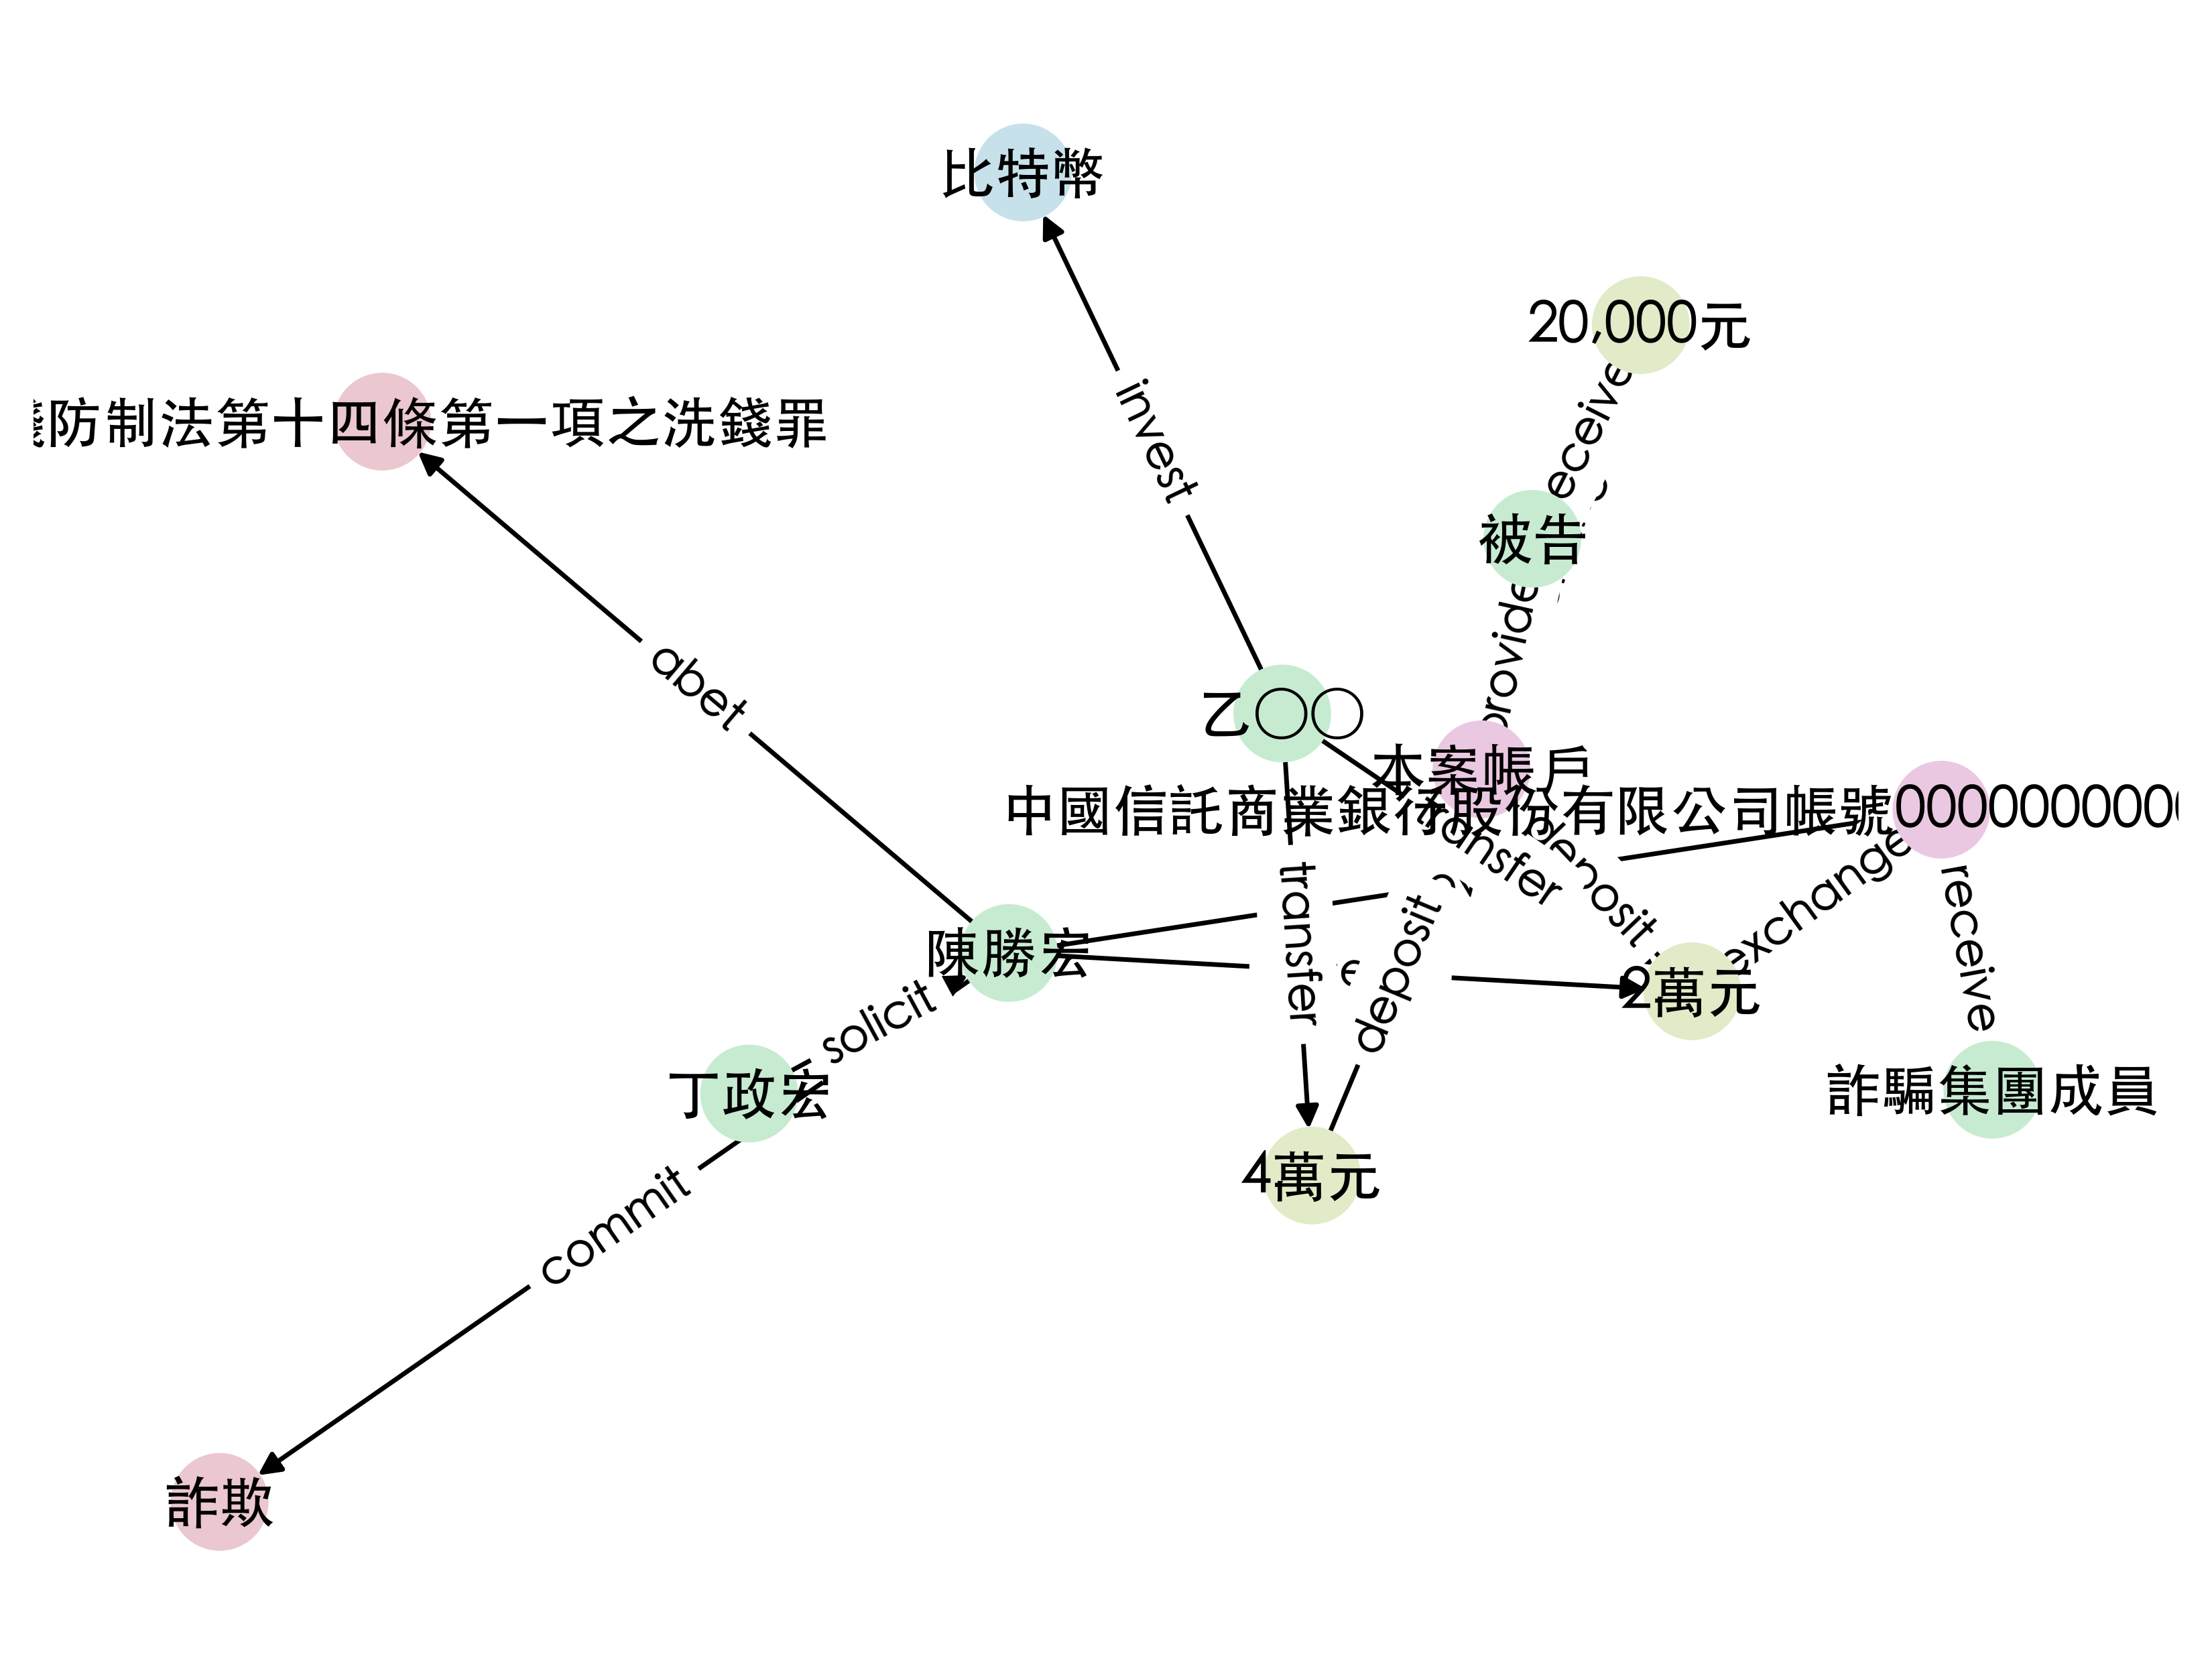 比特幣
20,000元
防制法第十四條第一項之洗錢罪
invest
被告
abet
乙〇〇
本案帳戶
中國信託商業銀行股份有限公司帳號000000000
transfer
deposit
exchange
receive
陳勝宏
transfer
deposit
2萬元
solicit
丁政宏
詐騙集團成員
4萬元
commit
詐欺